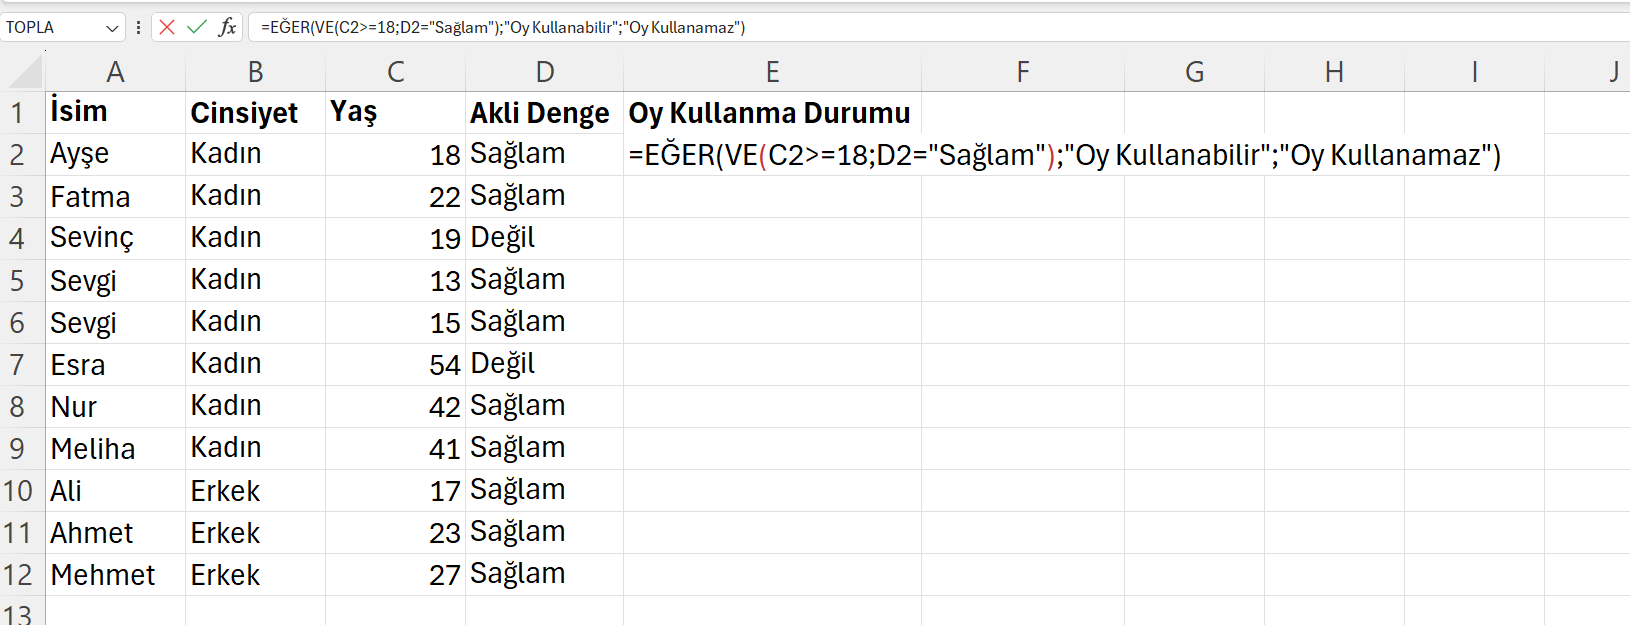 TOPLA fx =EĞER(VE(C2>=18;D2="Sağlam");"Oy Kullanabilir";"Oy Kullanamaz")
A B C D E F G H I J
1 İsim Cinsiyet Yaş Akli Denge Oy Kullanma Durumu
2 Ayşe Kadın 18 Sağlam =EĞER(VE(C2>=18;D2="Sağlam");"Oy Kullanabilir";"Oy Kullanamaz")
3 Fatma Kadın 22 Sağlam
4 Sevinç Kadın 19 Değil
5 Sevgi Kadın 13 Sağlam
6 Sevgi Kadın 15 Sağlam
7 Esra Kadın 54 Değil
8 Nur Kadın 42 Sağlam
9 Meliha Kadın 41 Sağlam
10 Ali Erkek 17 Sağlam
11 Ahmet Erkek 23 Sağlam
12 Mehmet Erkek 27 Sağlam
13